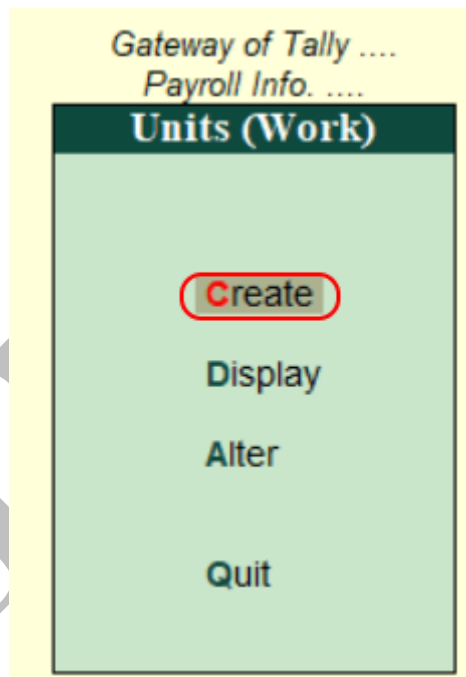 Gateway of Tally ....
Payroll Info. ....
Units (Work)
Create
Display
Alter
Quit